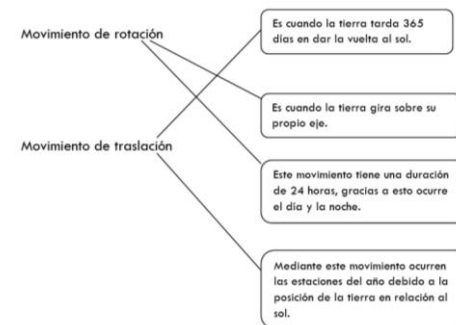 Movimiento de rotación
Movimiento de traslación
Es cuando la tierra tarda 365
días en dar la vuelta al sol.
Es cuando la tierra gira sobre su
propio eje.
Este movimiento tiene una duración
de 24 horas, gracias a esto ocurre
el día y la noche.
Mediante este movimiento ocurren
las estaciones del año debido a la
posición de la tierra en relación al
sol.